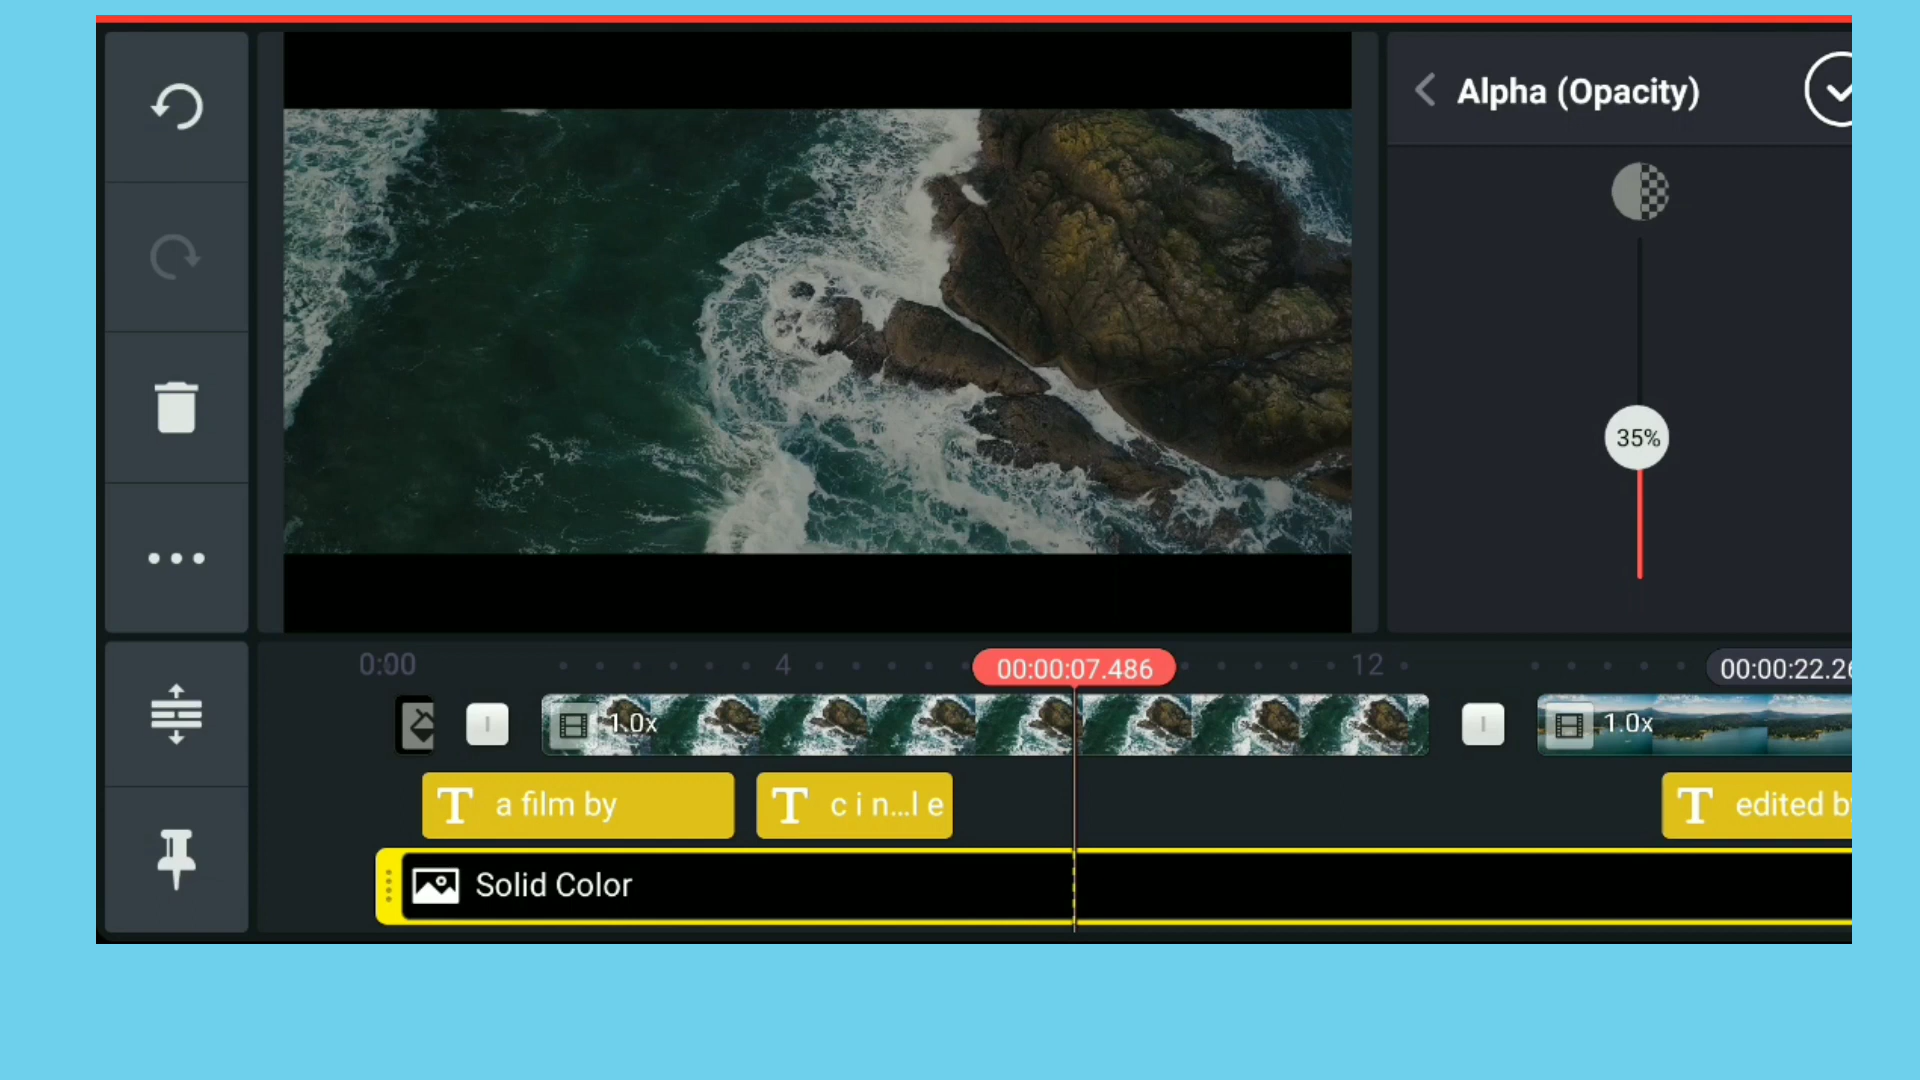 Alpha (Opacity)
35%
0:00
4
00:00:07.486
12
00:00:22.26
1.0x
1.0x
T a film by
T c i n...l e
T edited by
Solid Color